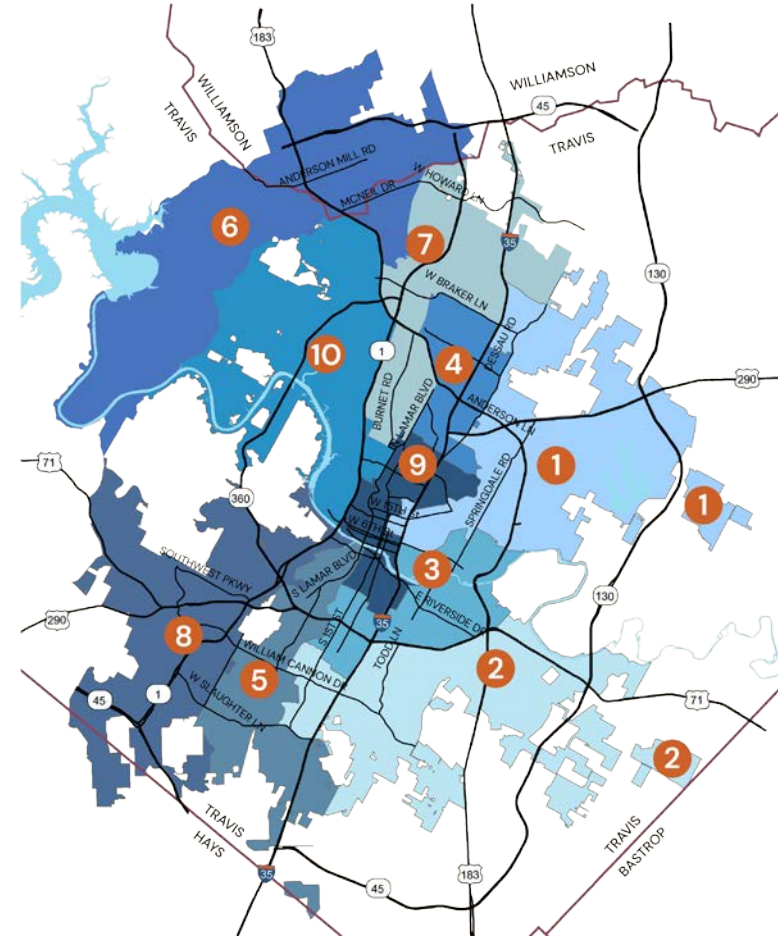 183
WILLIAMSON
TRAVIS
WILLIAMSON
TRAVIS
45
ANDERSON MILL RD
MCNEIL DR
W HOWARD LN
6
7
35
130
W BRAKER LN
10
1
4
DESSAU RD
290
BURNET RD
N LAMAR BLVD
ANDERSON LN
9
1
1
SPRINGDALE RD
71
360
W 15TH ST
W 6TH ST
3
SOUTHWEST PKWY
S LAMAR BLVD
E RIVERSIDE DR
130
290
8
S 1ST ST
35
TODD LN
WILLIAM CANNON DR
2
5
W SLAUGHTER LN
45
1
71
2
TRAVIS
HAYS
TRAVIS
BASTROP
35
45
183